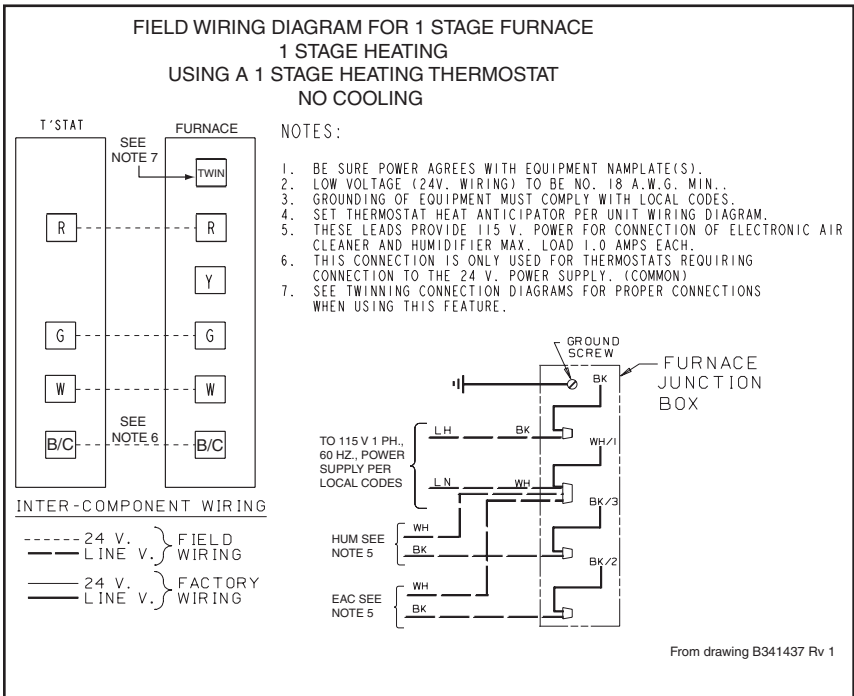 FIELD WIRING DIAGRAM FOR 1 STAGE FURNACE
1 STAGE HEATING
USING A 1 STAGE HEATING THERMOSTAT
NO COOLING
T'STAT
FURNACE
SEE
NOTE 7
TWIN
R
R
Y
G
G
W
W
SEE
NOTE 6
B/C
B/C
INTER-COMPONENT WIRING
24 V.
LINE V.
FIELD
WIRING
24 V.
LINE V.
FACTORY
WIRING
NOTES:
1. BE SURE POWER AGREES WITH EQUIPMENT NAMPLATE(S).
2. LOW VOLTAGE (24V. WIRING) TO BE NO. 18 A.W.G. MIN..
3. GROUNDING OF EQUIPMENT MUST COMPLY WITH LOCAL CODES.
4. SET THERMOSTAT HEAT ANTICIPATOR PER UNIT WIRING DIAGRAM.
5. THESE LEADS PROVIDE 115 V. POWER FOR CONNECTION OF ELECTRONIC AIR
CLEANER AND HUMIDIFIER MAX. LOAD 1.0 AMPS EACH.
6. THIS CONNECTION IS ONLY USED FOR THERMOSTATS REQUIRING
CONNECTION TO THE 24 V. POWER SUPPLY. (COMMON)
7. SEE TWINNING CONNECTION DIAGRAMS FOR PROPER CONNECTIONS
WHEN USING THIS FEATURE.
GROUND
SCREW
FURNACE
JUNCTION
BOX
BK
TO 115 V 1 PH.,
60 HZ., POWER
SUPPLY PER
LOCAL CODES
LH
BK
WH/1
LN
WH
BK/3
HUM SEE
NOTE 5
WH
BK
BK/2
EAC SEE
NOTE 5
WH
BK
From drawing B341437 Rv 1